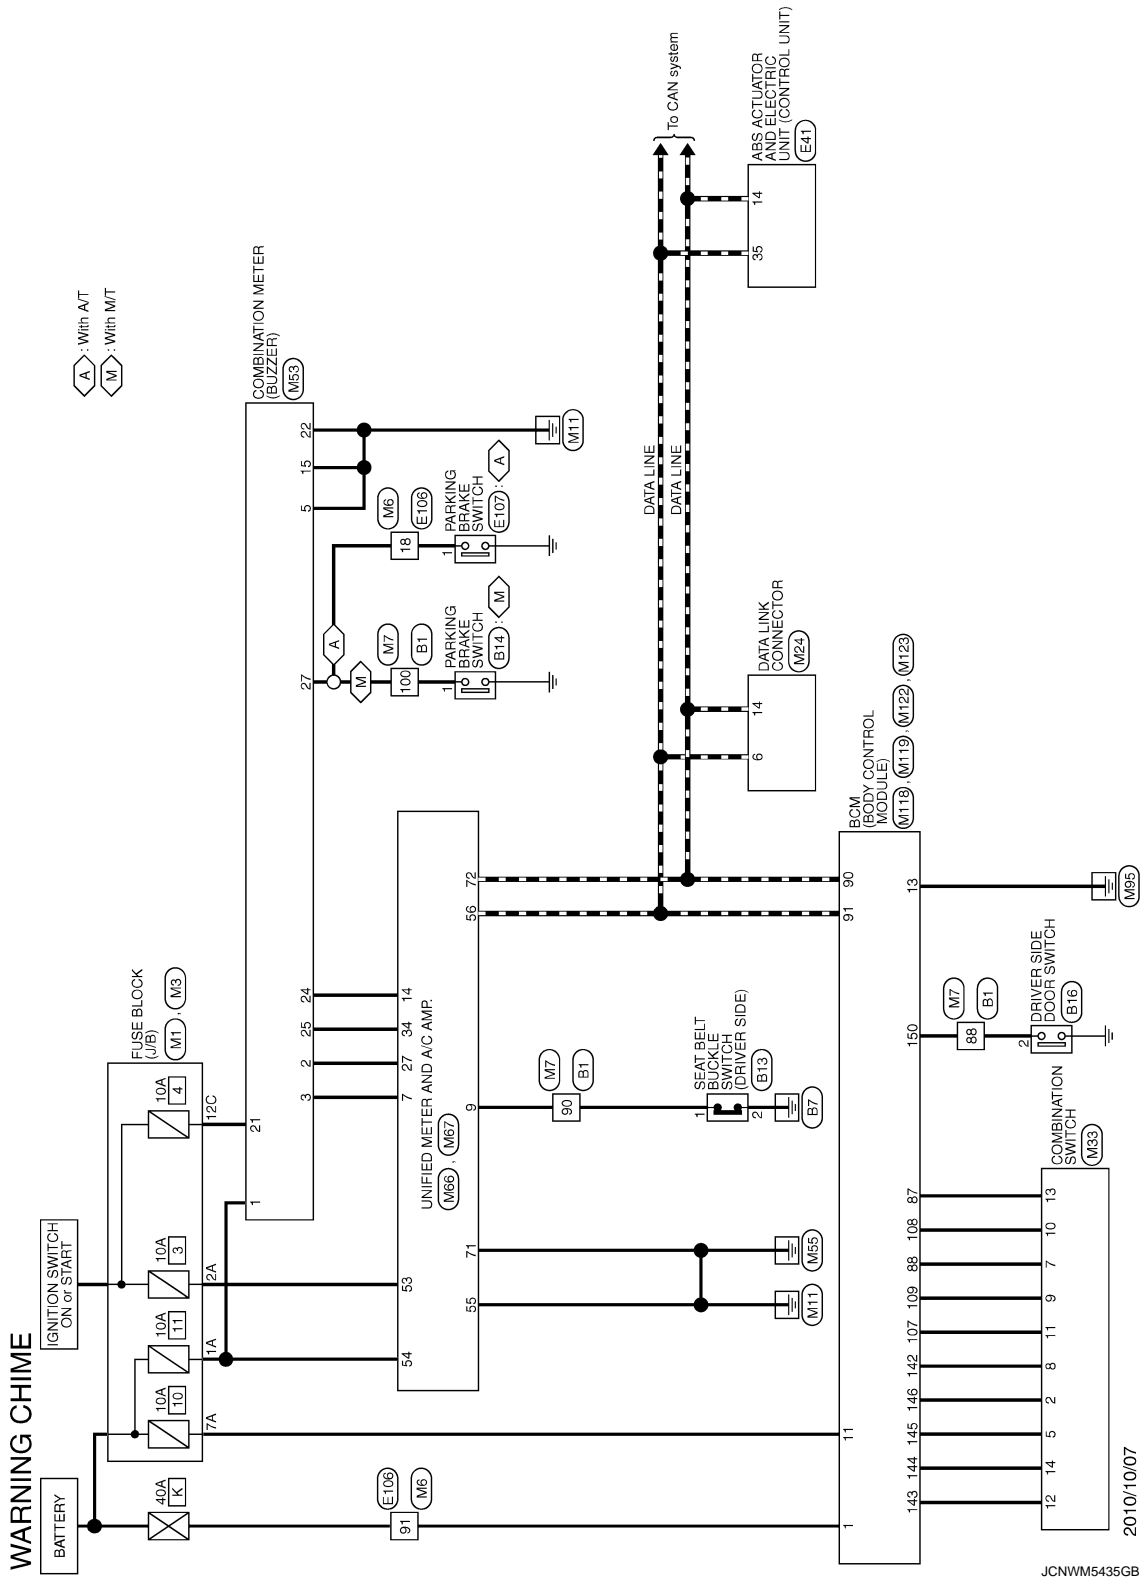 WARNING CHIME
BATTERY
IGNITION SWITCH
ON or START
40A
K
10A
10
10A
11
10A
3
10A
4
FUSE BLOCK
(J/B)
M1 , M3
7A
1A
2A
12C
A : With A/T
M : With M/T
1
21
COMBINATION METER
(BUZZER)
M53
3
2
25
24
27
5
15
22
A
M
M7
B1
100
M6
E106
18
1
PARKING
BRAKE
SWITCH
B14 : M
1
PARKING
BRAKE
SWITCH
E107 : A
M11
E106
M6
91
54
53
7
27
34
14
UNIFIED METER AND A/C AMP.
M66 , M67
55
71
9
56
72
M7
B1
90
1
2
SEAT BELT
BUCKLE
SWITCH
(DRIVER SIDE)
B13
M11
M55
B7
DATA LINE
DATA LINE
To CAN system
6
14
DATA LINK
CONNECTOR
M24
35
14
ABS ACTUATOR
AND ELECTRIC
UNIT (CONTROL UNIT)
E41
1
11
91
90
BCM
(BODY CONTROL
MODULE)
M118 , M119 , M122 , M123
143
144
145
146
142
107
109
88
108
87
150
13
M7
B1
88
2
DRIVER SIDE
DOOR SWITCH
B16
M95
12
14
5
2
8
11
9
7
10
13
COMBINATION
SWITCH
M33
2010/10/07
JCNWM5435GB